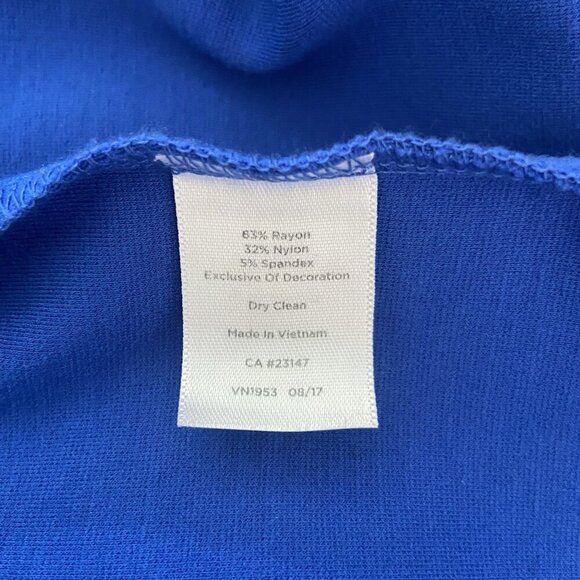 63% Rayon
32% Nylon
5% Spandex
Exclusive Of Decoration
Dry Clean
Made In Vietnam
CA #23147
VN1953 08/17